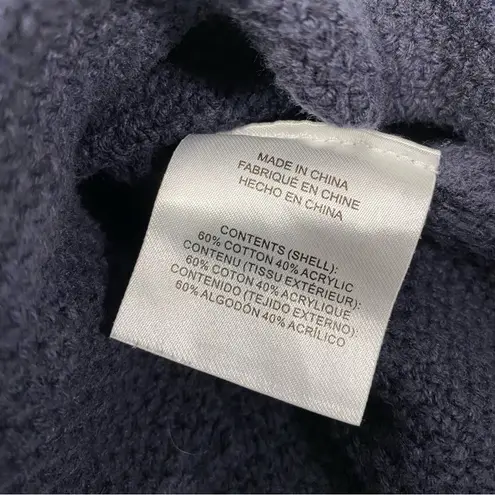 MADE IN CHINA
FABRIQUÉ EN CHINE
HECHO EN CHINA
CONTENTS (SHELL):
60% COTTON 40% ACRYLIC
CONTENU (TISSU EXTÉRIEUR):
60% COTON 40% ACRYLIQUE
CONTENIDO (TEJIDO EXTERNO):
60% ALGODÓN 40% ACRÍLICO